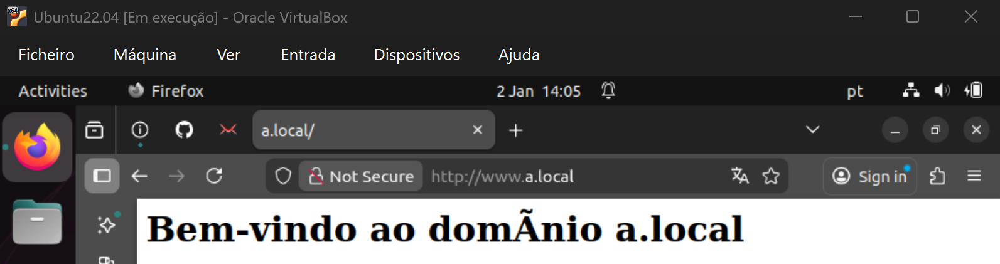 Ubuntu22.04 [Em execução] - Oracle VirtualBox
Ficheiro Máquina Ver Entrada Dispositivos Ajuda
Activities Firefox 2 Jan 14:05 pt
a.local/
Not Secure http://www.a.local Sign in
Bem-vindo ao domÃnio a.local